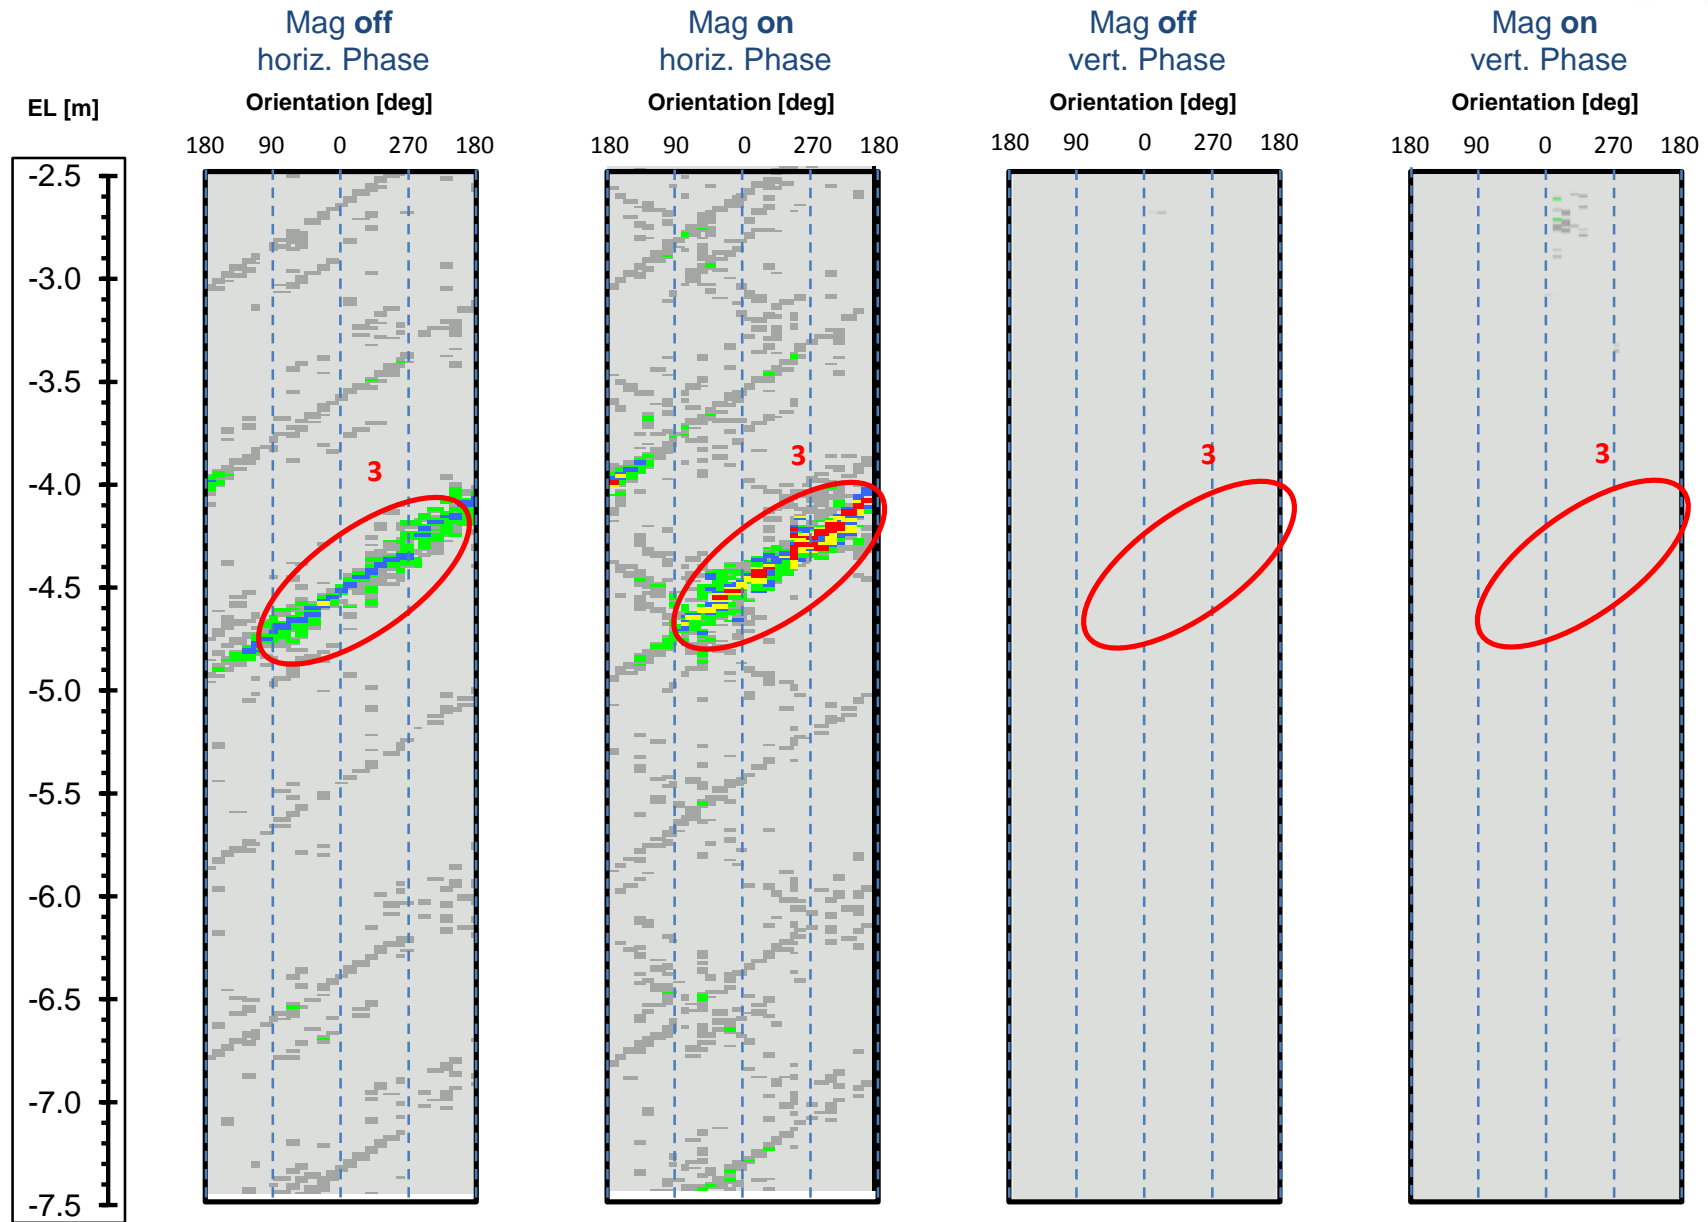 Mag off
horiz. Phase
Mag on
horiz. Phase
Mag off
vert. Phase
Mag on
vert. Phase
EL [m]
Orientation [deg]
Orientation [deg]
Orientation [deg]
Orientation [deg]
180 90 0 270 180
180 90 0 270 180
180 90 0 270 180
180 90 0 270 180
-2.5
-3.0
-3.5
-4.0
-4.5
-5.0
-5.5
-6.0
-6.5
-7.0
-7.5
3
3
3
3